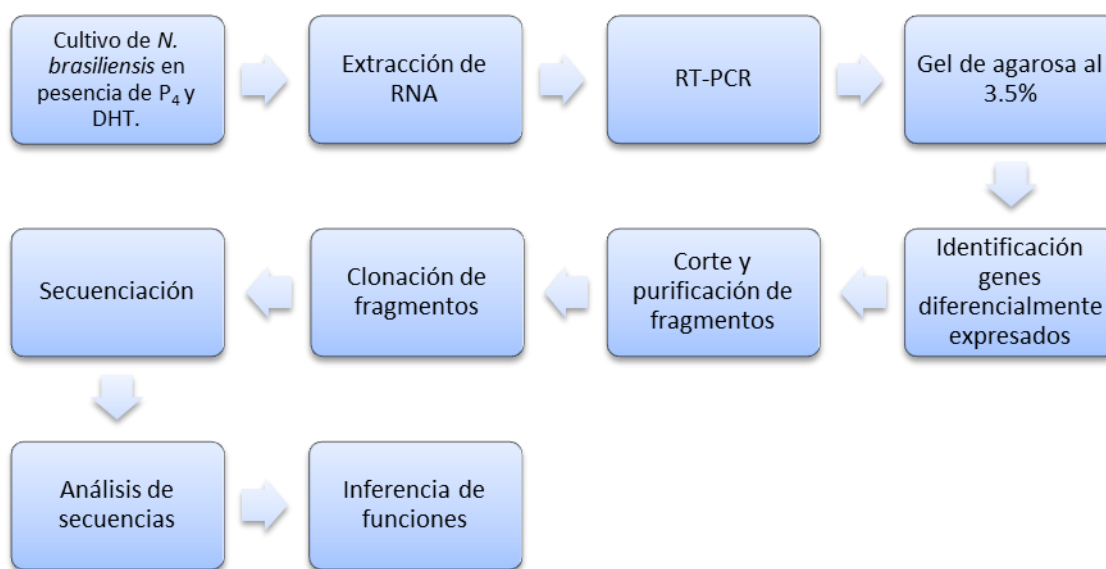 Cultivo de N.
brasiliensis en
pesencia de P₄ y
DHT.
Extracción de
RNA
RT-PCR
Gel de agarosa al
3.5%
Identificación
genes
diferencialmente
expresados
Corte y
purificación de
fragmentos
Clonación de
fragmentos
Secuenciación
Análisis de
secuencias
Inferencia de
funciones